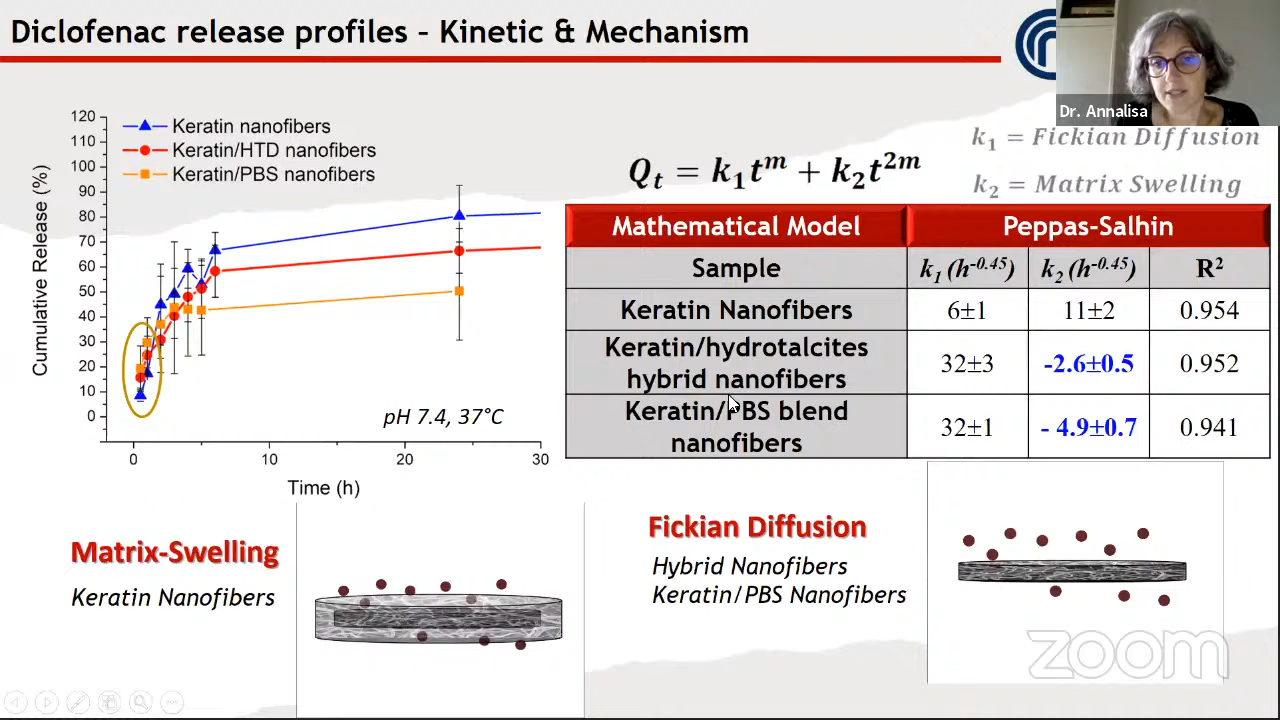 Diclofenac release profiles – Kinetic & Mechanism
Dr. Annalisa
120
110
100
90
80
70
60
50
40
30
20
10
0
Cumulative Release (%)
Keratin nanofibers
Keratin/HTD nanofibers
Keratin/PBS nanofibers
pH 7.4, 37°C
0
10
20
30
Time (h)
Qt = k1t^m + k2t^2m
k1 = Fickian Diffusion
k2 = Matrix Swelling
Mathematical Model Peppas-Salhin
Sample k1 (h^-0.45) k2 (h^-0.45) R²
Keratin Nanofibers 6±1 11±2 0.954
Keratin/hydrotalcites
hybrid nanofibers 32±3 -2.6±0.5 0.952
Keratin/PBS blend
nanofibers 32±1 - 4.9±0.7 0.941
Matrix-Swelling
Keratin Nanofibers
Fickian Diffusion
Hybrid Nanofibers
Keratin/PBS Nanofibers
zoom